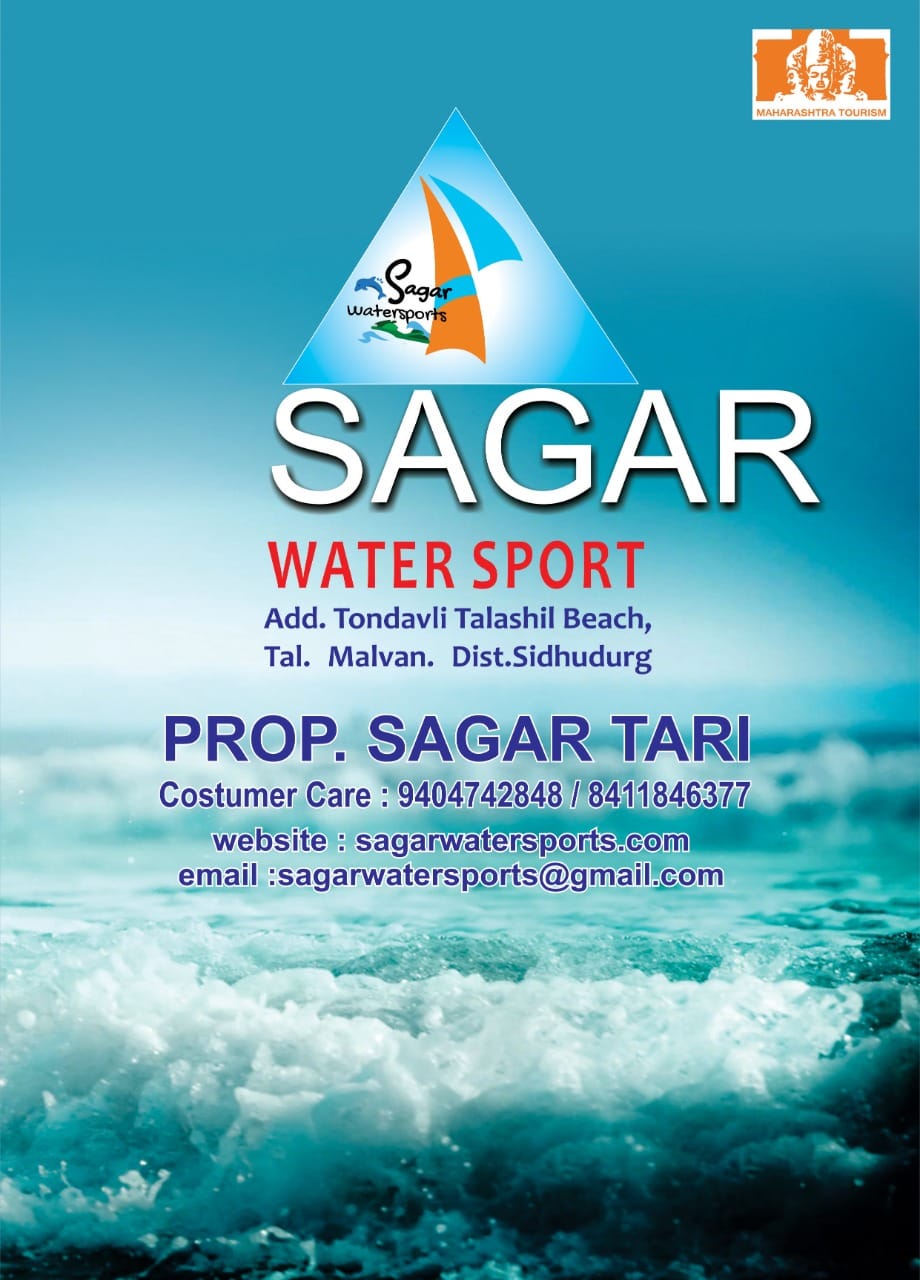 MAHARASHTRA TOURISM
Sagar
watersports
SAGAR
WATER SPORT
Add. Tondavli Talashil Beach,
Tal. Malvan. Dist.Sidhudurg
PROP. SAGAR TARI
Costumer Care : 9404742848 / 8411846377
website : sagarwatersports.com
email :sagarwatersports@gmail.com